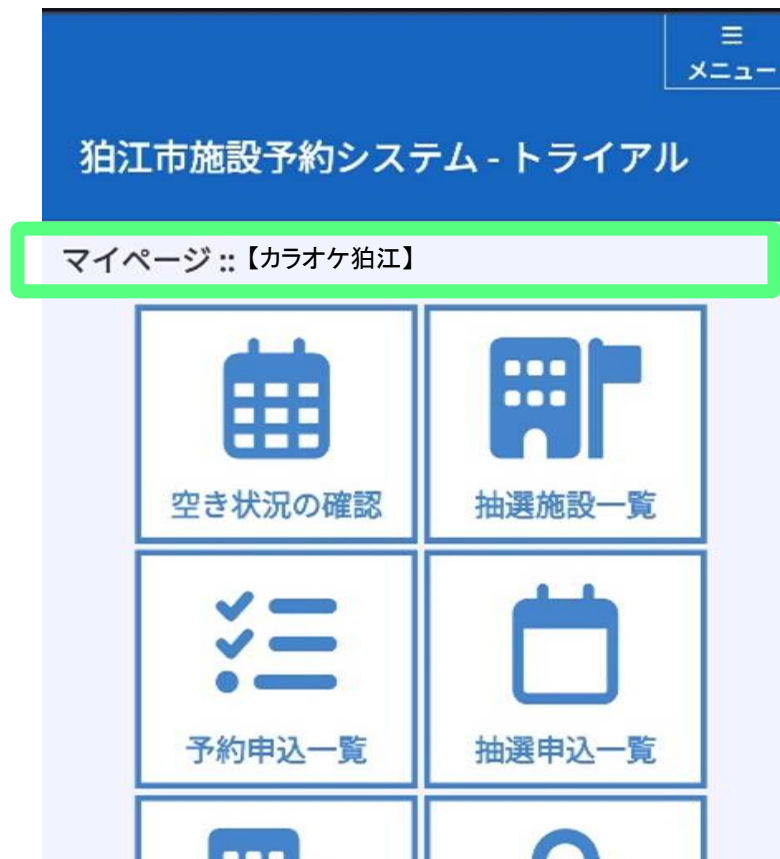 メニュー
狛江市施設予約システム - トライアル
マイページ :: 【カラオケ狛江】
空き状況の確認
抽選施設一覧
予約申込一覧
抽選申込一覧